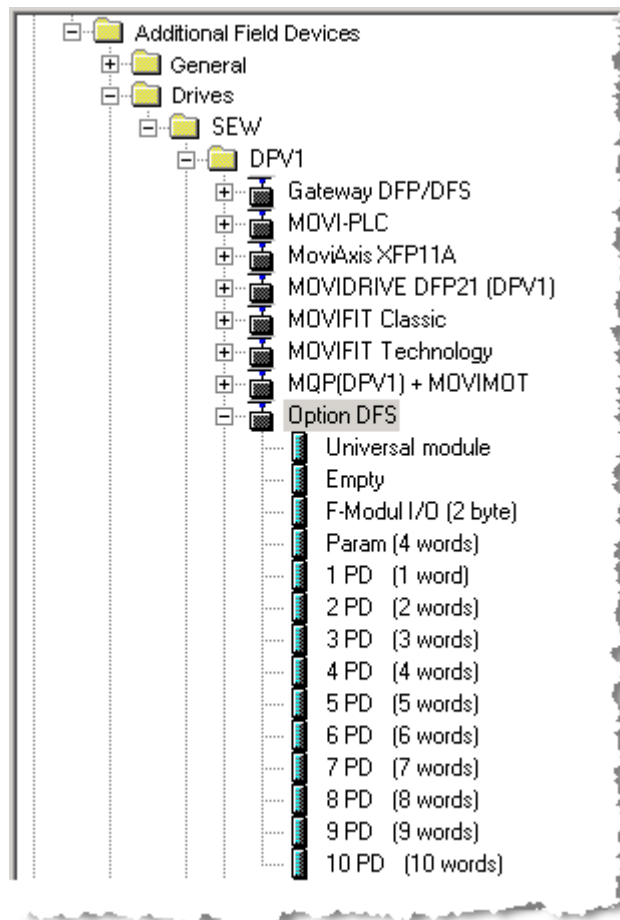 Additional Field Devices
General
Drives
SEW
DPV1
Gateway DFP/DFS
MOVI-PLC
MoviAxis XFP11A
MOVIDRIVE DFP21 (DPV1)
MOVIFIT Classic
MOVIFIT Technology
MQP(DPV1) + MOVIMOT
Option DFS
Universal module
Empty
F-Modul I/O (2 byte)
Param (4 words)
1 PD (1 word)
2 PD (2 words)
3 PD (3 words)
4 PD (4 words)
5 PD (5 words)
6 PD (6 words)
7 PD (7 words)
8 PD (8 words)
9 PD (9 words)
10 PD (10 words)